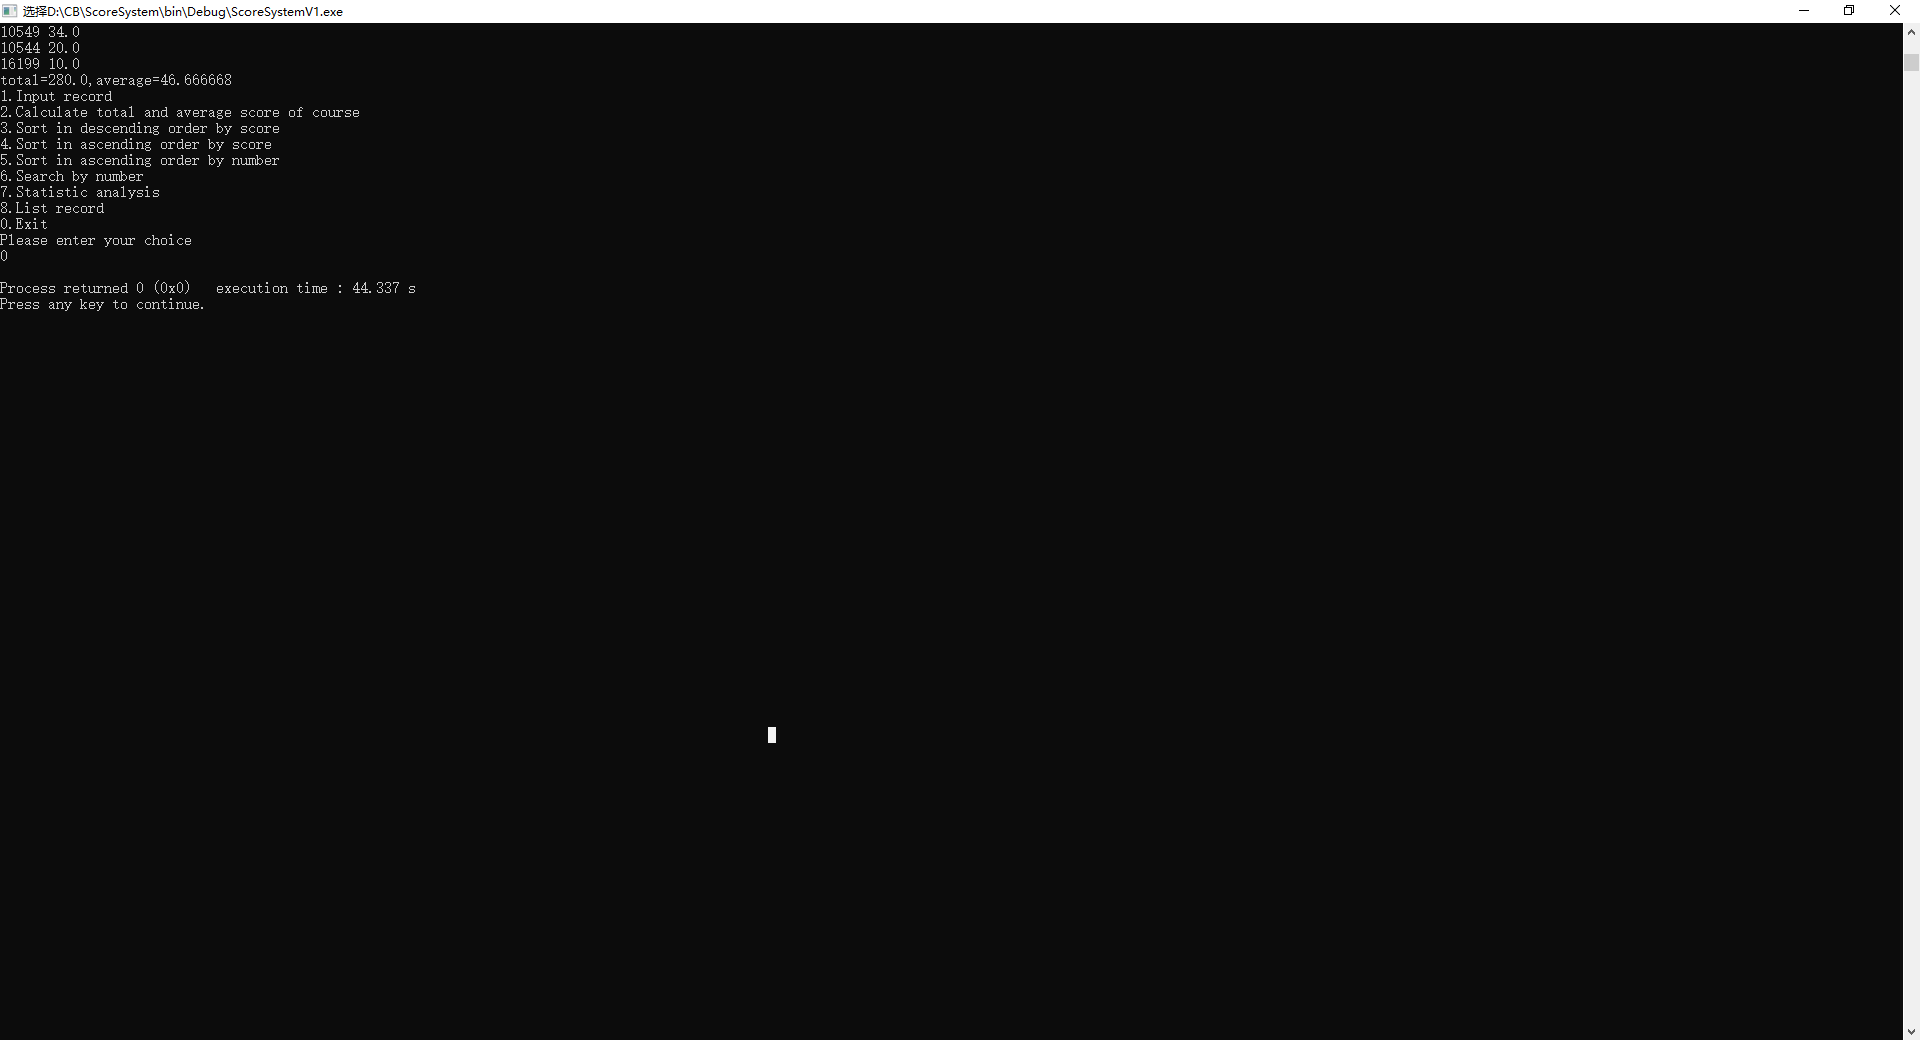 选择D:\CB\ScoreSystem\bin\Debug\ScoreSystemV1.exe
10549 34.0
10544 20.0
16199 10.0
total=280.0,average=46.666668
1.Input record
2.Calculate total and average score of course
3.Sort in descending order by score
4.Sort in ascending order by score
5.Sort in ascending order by number
6.Search by number
7.Statistic analysis
8.List record
0.Exit
Please enter your choice
0
Process returned 0 (0x0)   execution time : 44.337 s
Press any key to continue.